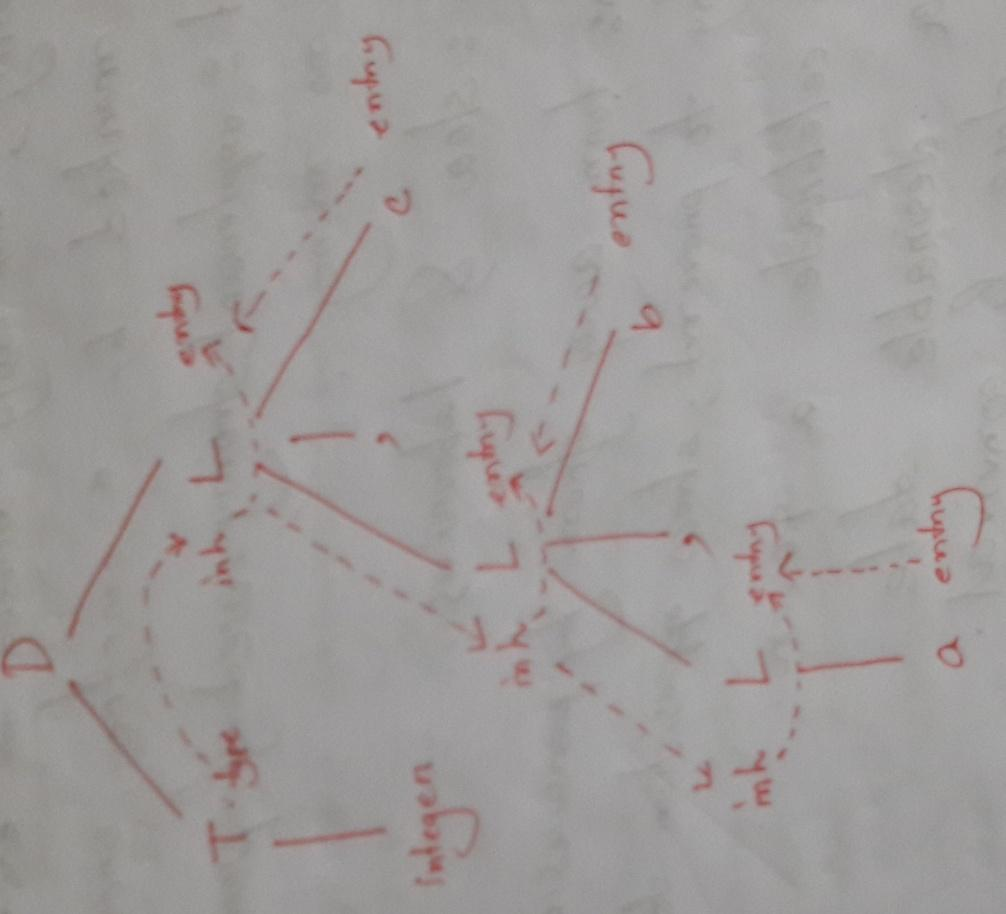 D
T.type inh L entry
integer , c entry
inh L entry
, b entry
inh L entry
a entry